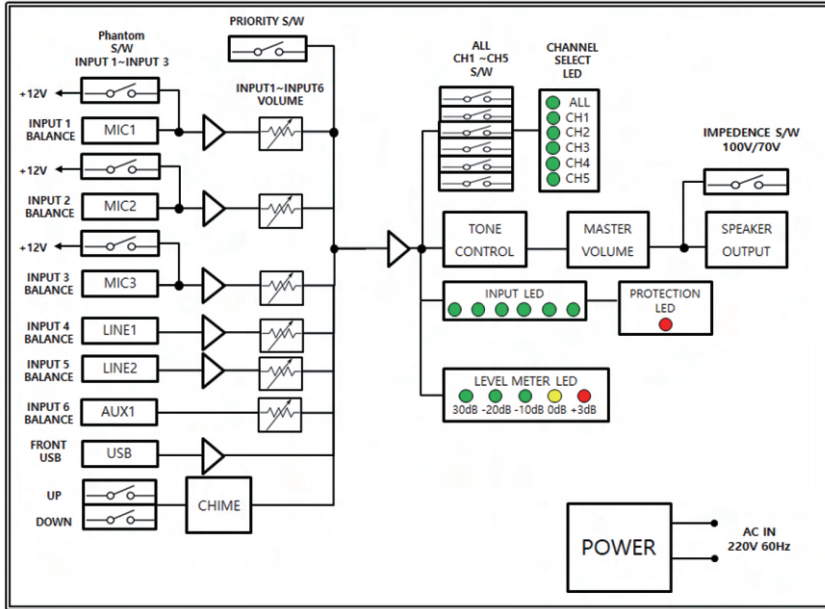 PRIORITY S/W
Phantom
S/W
INPUT 1~INPUT 3
ALL
CH1 ~CH5
S/W
CHANNEL
SELECT
LED
INPUT1~INPUT6
VOLUME
+12V
INPUT 1
BALANCE
MIC1
ALL
CH1
CH2
CH3
CH4
CH5
IMPEDENCE S/W
100V/70V
+12V
INPUT 2
BALANCE
MIC2
+12V
TONE
CONTROL
MASTER
VOLUME
SPEAKER
OUTPUT
INPUT 3
BALANCE
MIC3
INPUT LED
PROTECTION
LED
INPUT 4
BALANCE
LINE1
INPUT 5
BALANCE
LINE2
LEVEL METER LED
30dB -20dB -10dB 0dB +3dB
INPUT 6
BALANCE
AUX1
FRONT
USB
USB
UP
DOWN
CHIME
POWER
AC IN
220V 60Hz